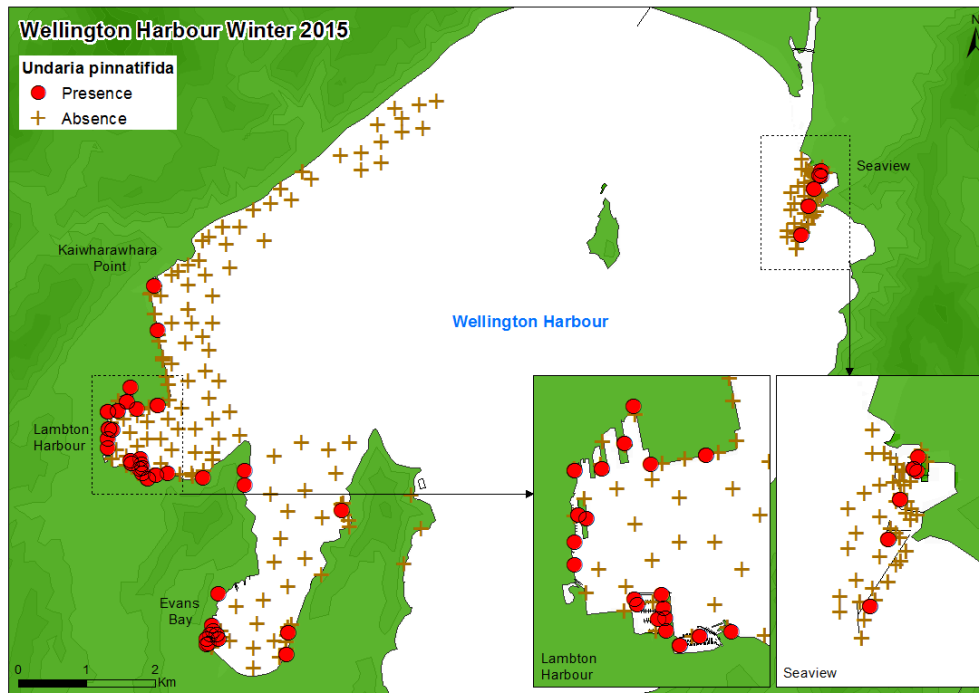 Wellington Harbour Winter 2015
N
Undaria pinnatifida
Presence
Absence
Seaview
Kaiwharawhara
Point
Wellington Harbour
Lambton
Harbour
Evans
Bay
0 1 2
Km
Lambton
Harbour
Seaview